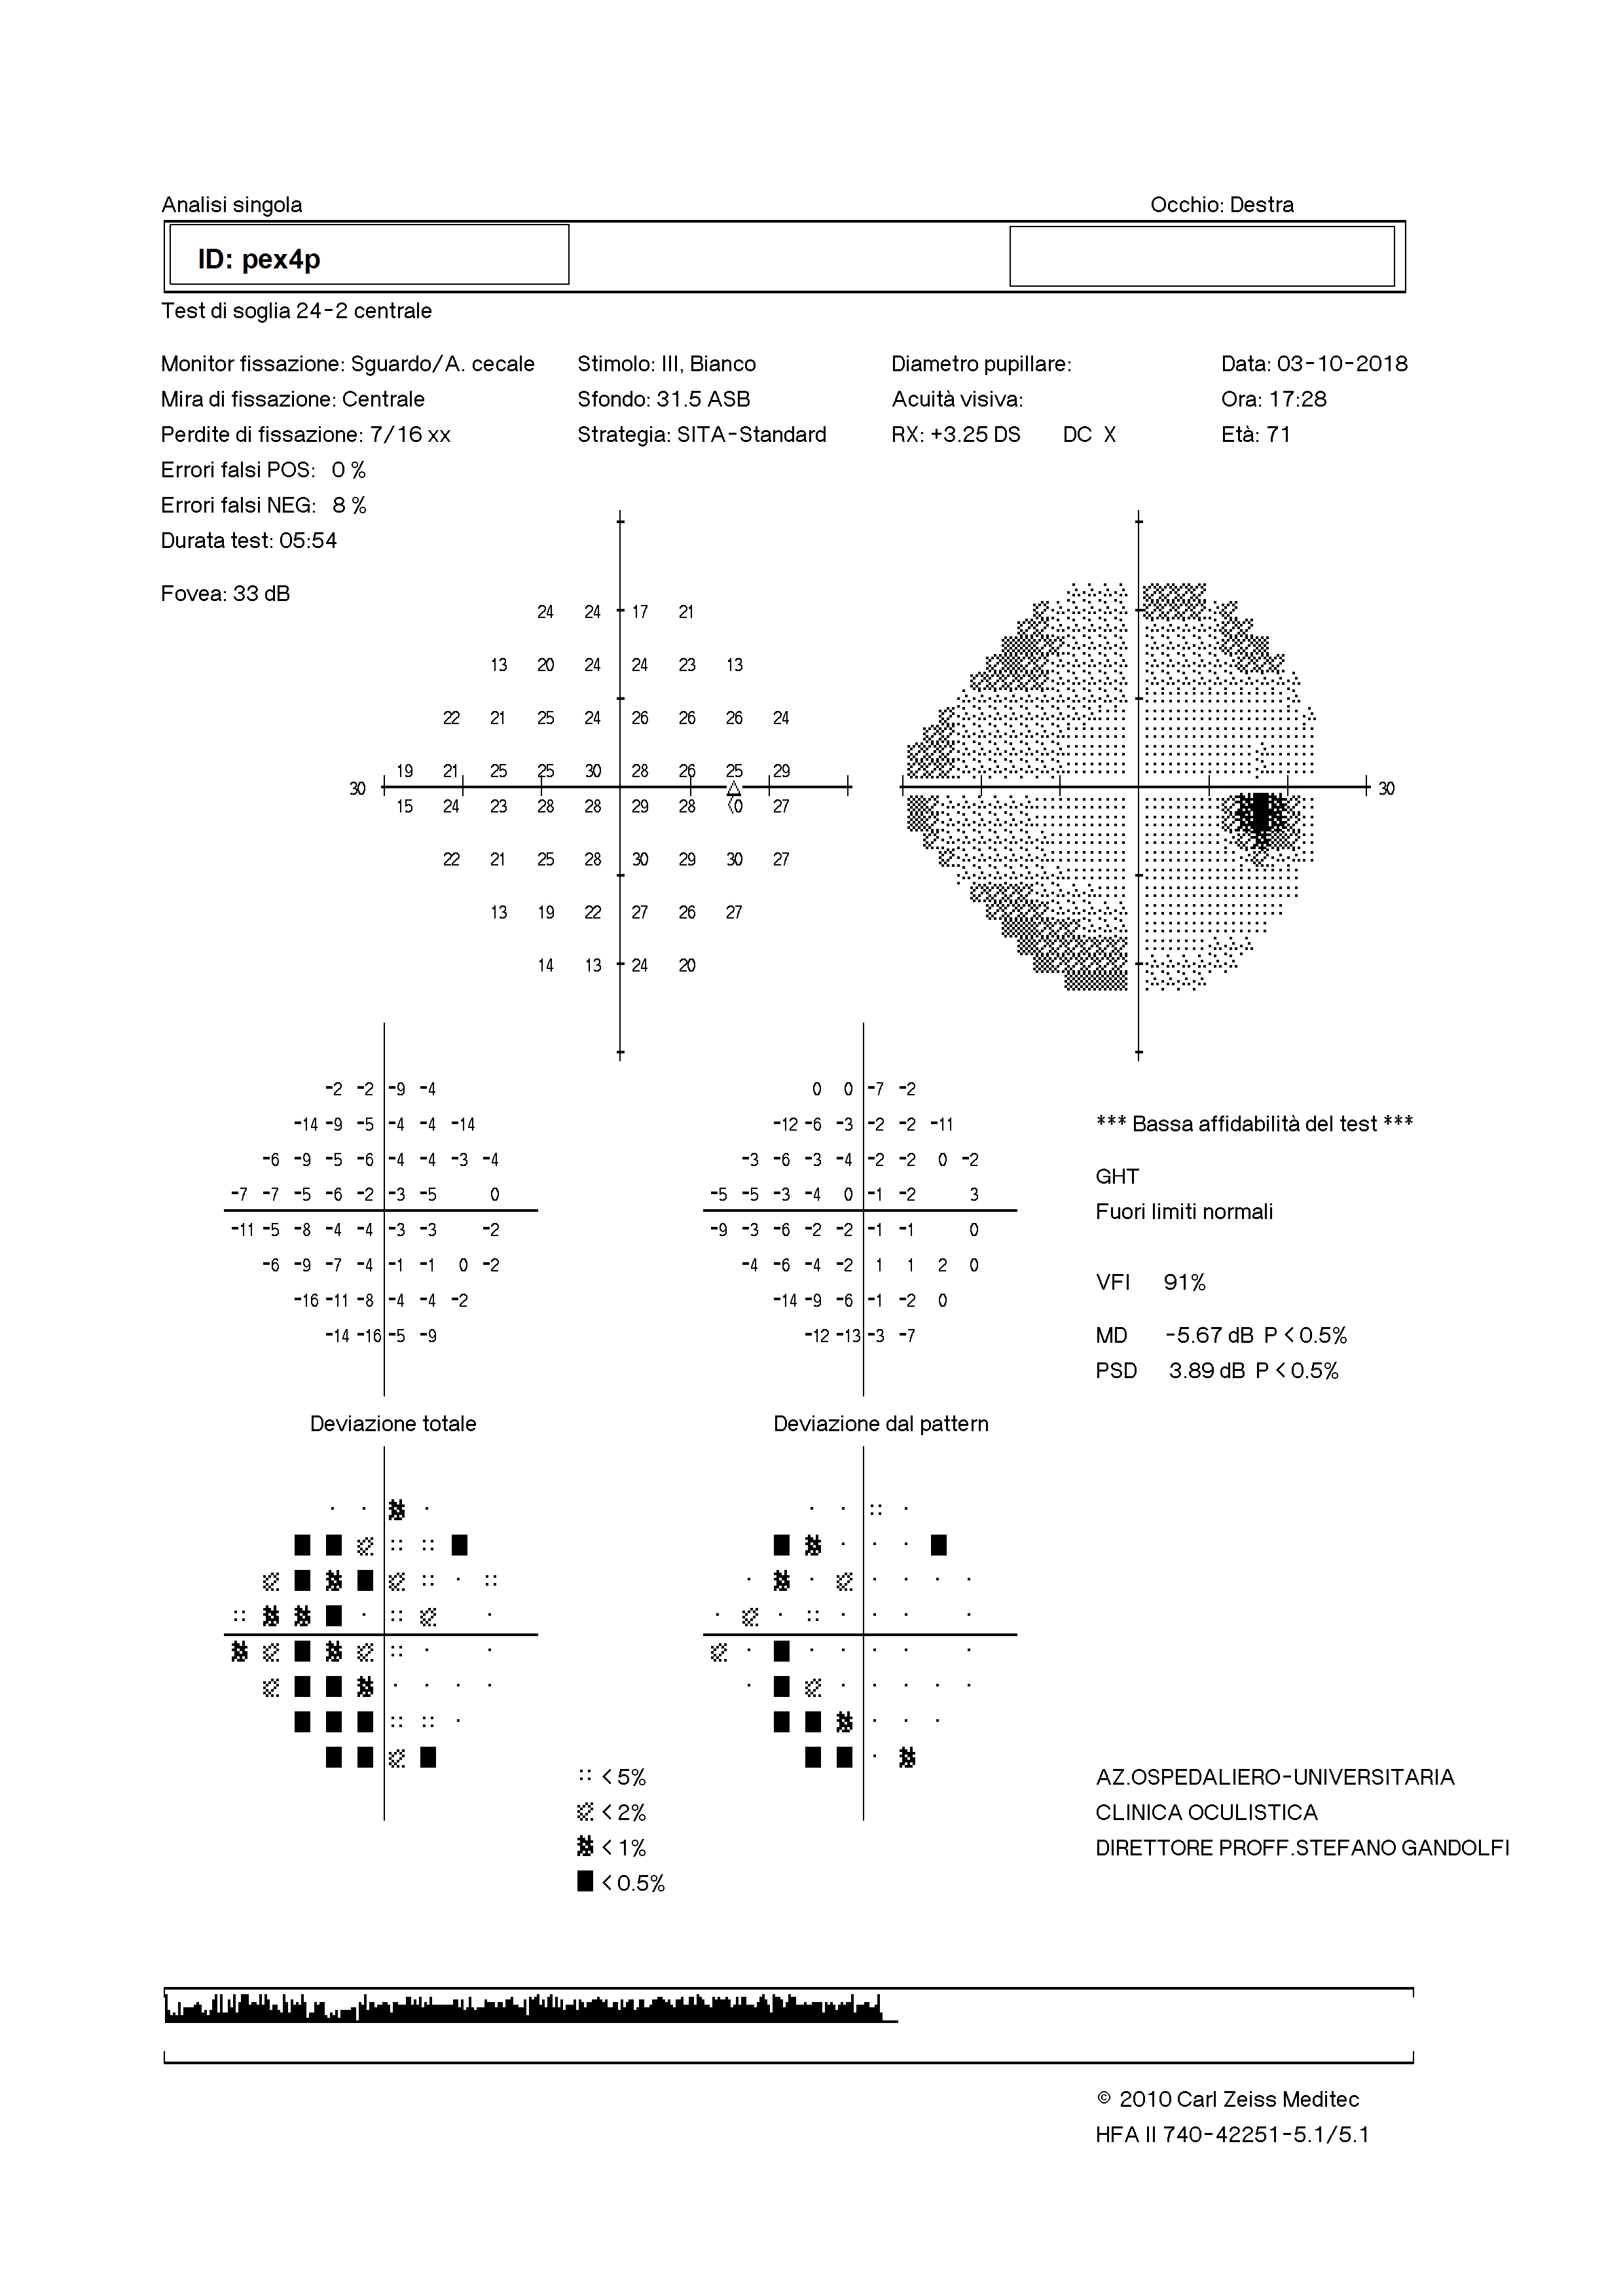 Analisi singola Occhio: Destra
ID: pex4p
Test di soglia 24-2 centrale
Monitor fissazione: Sguardo/A. cecale Stimolo: III, Bianco Diametro pupillare: Data: 03-10-2018
Mira di fissazione: Centrale Sfondo: 31.5 ASB Acuità visiva: Ora: 17:28
Perdite di fissazione: 7/16 xx Strategia: SITA-Standard RX: +3.25 DS DC X Età: 71
Errori falsi POS: 0 %
Errori falsi NEG: 8 %
Durata test: 05:54
Fovea: 33 dB
24 24 17 21
13 20 24 24 23 13
22 21 25 24 26 26 26 24
19 21 25 25 30 28 26 25 29
30 30
15 24 23 28 28 29 28 <0 27
22 21 25 28 30 29 30 27
13 19 22 27 26 27
14 13 24 20
-2 -2 -9 -4 0 0 -7 -2
-14 -9 -5 -4 -4 -14 -12 -6 -3 -2 -2 -11 *** Bassa affidabilità del test ***
-6 -9 -5 -6 -4 -4 -3 -4 -3 -6 -3 -4 -2 -2 0 -2
GHT
-7 -7 -5 -6 -2 -3 -5 0 -5 -5 -3 -4 0 -1 -2 3
Fuori limiti normali
-11 -5 -8 -4 -4 -3 -3 -2 -9 -3 -6 -2 -2 -1 -1 0
-6 -9 -7 -4 -1 -1 0 -2 -4 -6 -4 -2 1 1 2 0
VFI 91%
-16 -11 -8 -4 -4 -2 -14 -9 -6 -1 -2 0
-14 -16 -5 -9 -12 -13 -3 -7 MD -5.67 dB P < 0.5%
PSD 3.89 dB P < 0.5%
Deviazione totale Deviazione dal pattern
< 5% AZ.OSPEDALIERO-UNIVERSITARIA
< 2% CLINICA OCULISTICA
< 1% DIRETTORE PROFF.STEFANO GANDOLFI
< 0.5%
© 2010 Carl Zeiss Meditec
HFA II 740-42251-5.1/5.1